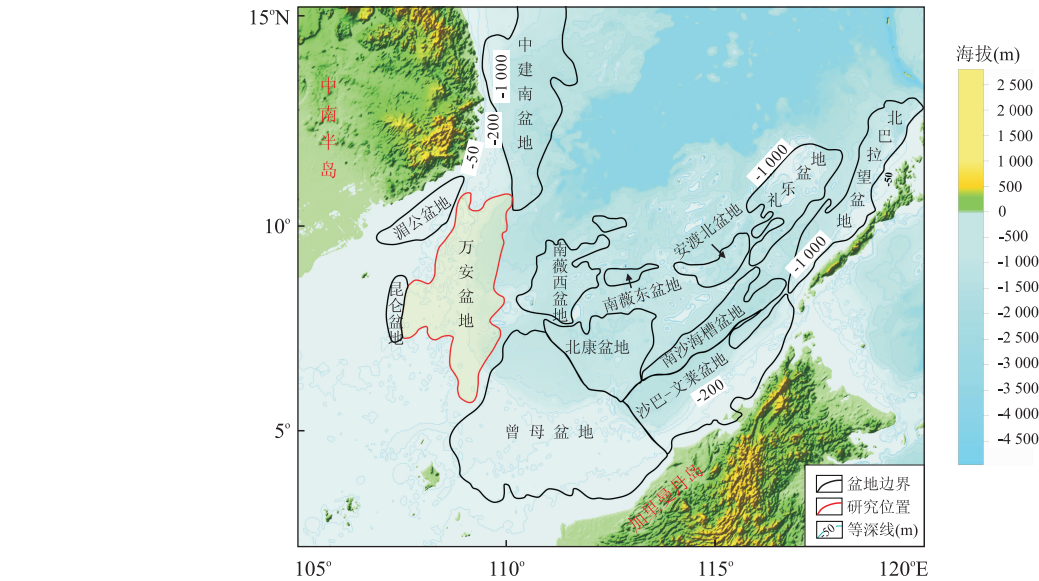 15°N
10°
5°
105°
110°
115°
120°E
中南半岛
加里曼丹岛
中建南盆地
湄公盆地
万安盆地
昆仑盆地
南薇西盆地
南薇东盆地
安渡北盆地
礼乐盆地
北巴拉望盆地
北康盆地
南沙海槽盆地
沙巴-文莱盆地
曾母盆地
-1 000
-200
-50
-1 000
-50
-1 000
-200
海拔(m)
2 500
2 000
1 500
1 000
500
0
-500
-1 000
-1 500
-2 000
-2 500
-3 000
-3 500
-4 000
-4 500
盆地边界
研究位置
-50
等深线(m)